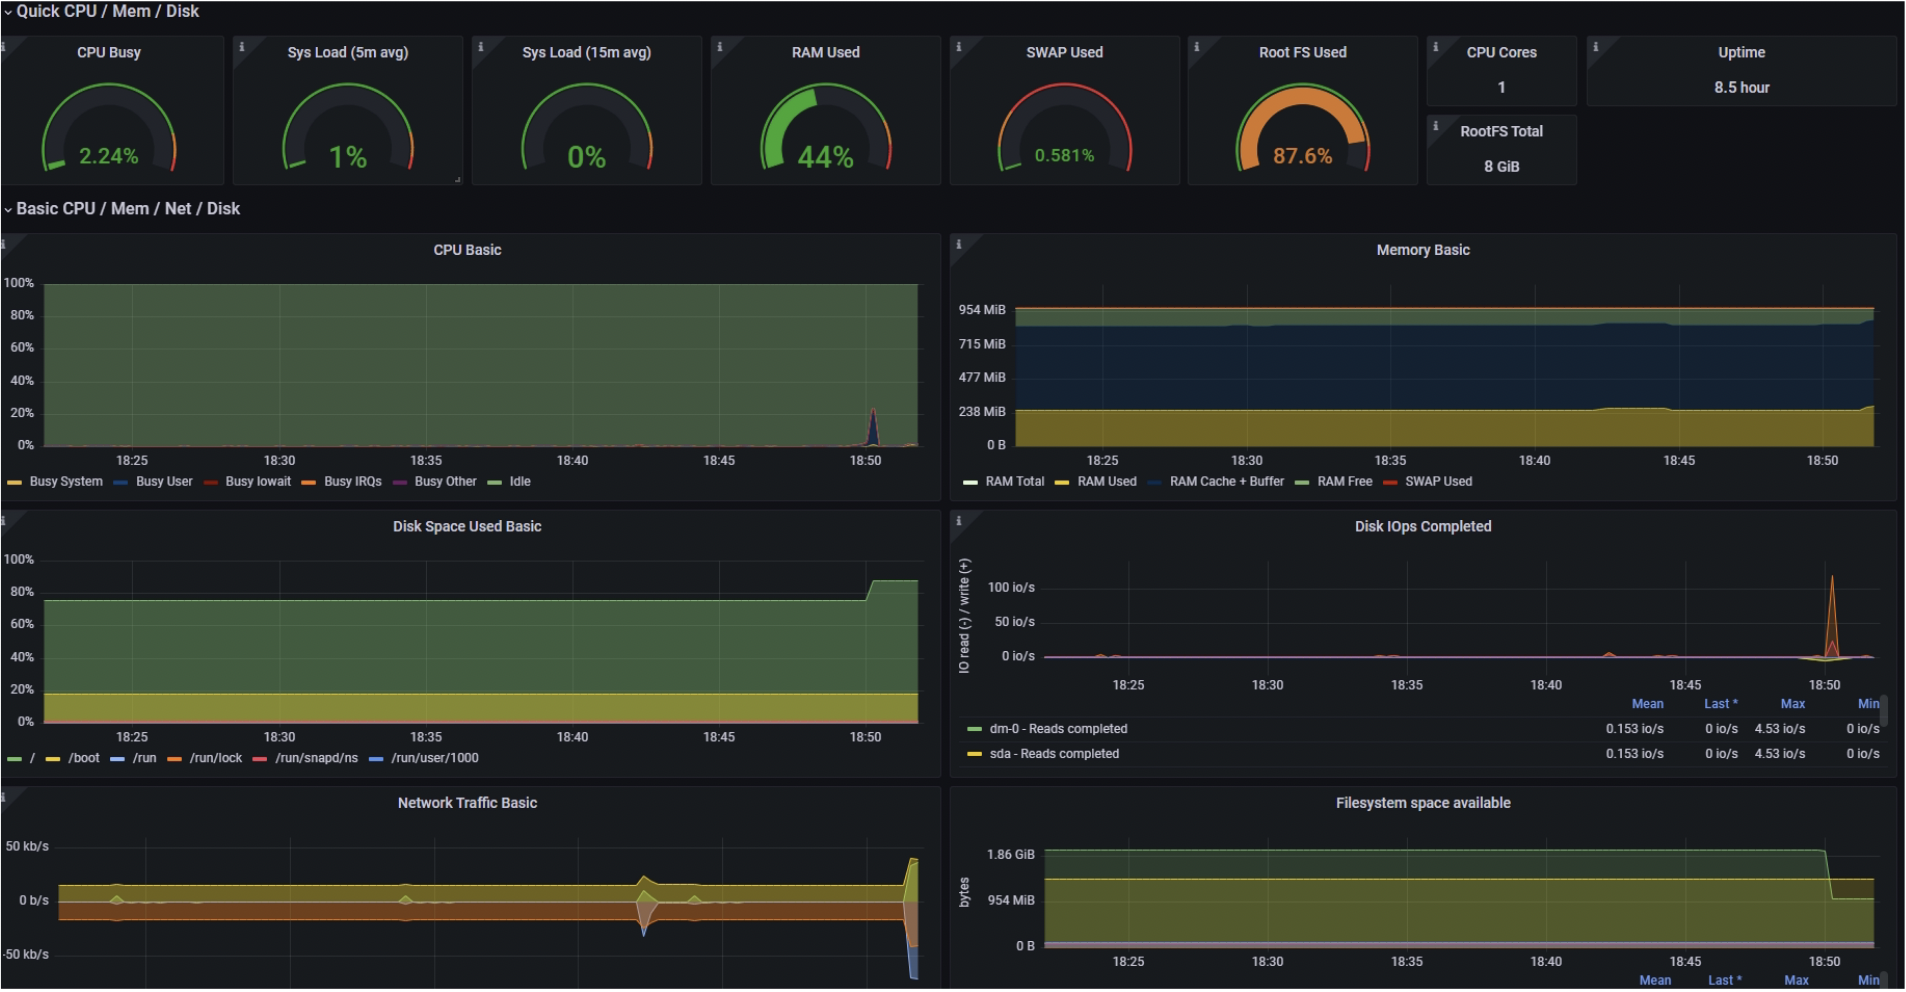 Quick CPU / Mem / Disk
CPU Busy
2.24%
Sys Load (5m avg)
1%
Sys Load (15m avg)
0%
RAM Used
44%
SWAP Used
0.581%
Root FS Used
87.6%
CPU Cores
1
RootFS Total
8 GiB
Uptime
8.5 hour
Basic CPU / Mem / Net / Disk
CPU Basic
100%
80%
60%
40%
20%
0%
18:25 18:30 18:35 18:40 18:45 18:50
Busy System Busy User Busy Iowait Busy IRQs Busy Other Idle
Memory Basic
954 MiB
715 MiB
477 MiB
238 MiB
0 B
18:25 18:30 18:35 18:40 18:45 18:50
RAM Total RAM Used RAM Cache + Buffer RAM Free SWAP Used
Disk Space Used Basic
100%
80%
60%
40%
20%
0%
18:25 18:30 18:35 18:40 18:45 18:50
/ /boot /run /run/lock /run/snapd/ns /run/user/1000
Disk IOps Completed
IO read (-) / write (+)
100 io/s
50 io/s
0 io/s
18:25 18:30 18:35 18:40 18:45 18:50
Mean Last * Max Min
dm-0 - Reads completed 0.153 io/s 0 io/s 4.53 io/s 0 io/s
sda - Reads completed 0.153 io/s 0 io/s 4.53 io/s 0 io/s
Network Traffic Basic
50 kb/s
0 b/s
-50 kb/s
Filesystem space available
bytes
1.86 GiB
954 MiB
0 B
18:25 18:30 18:35 18:40 18:45 18:50
Mean Last * Max Min